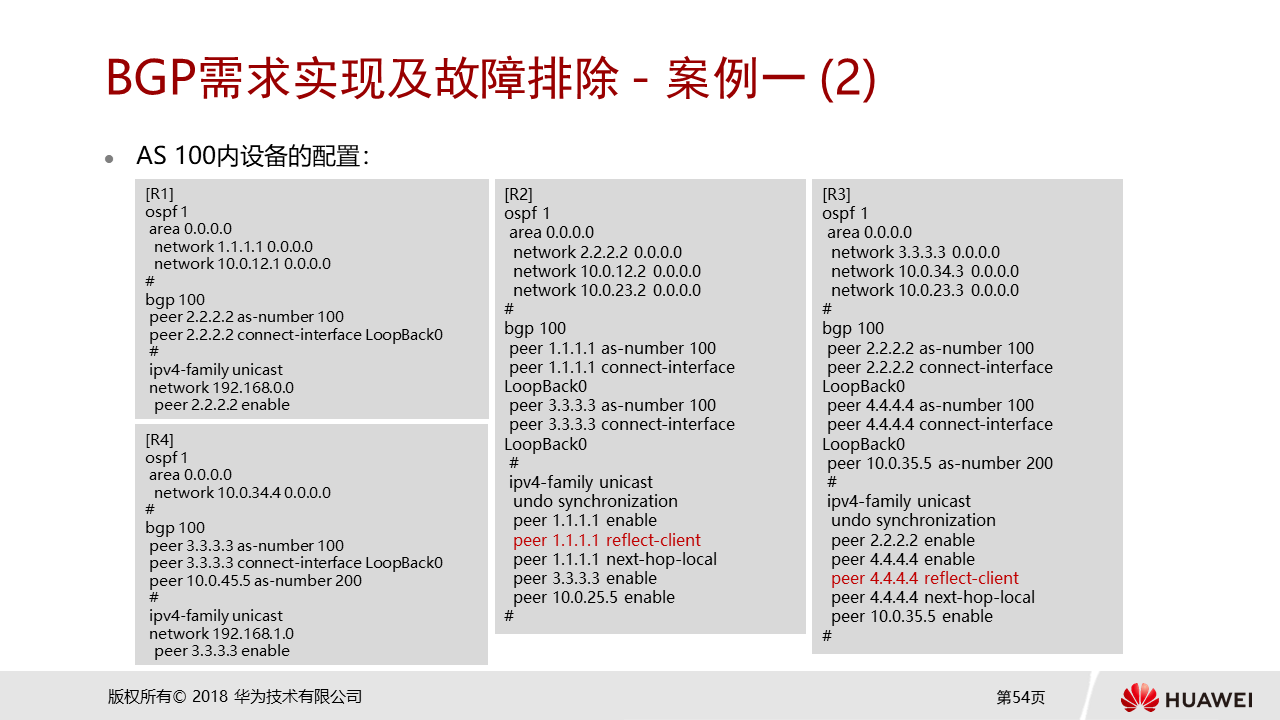 BGP需求实现及故障排除 - 案例一 (2)
AS 100内设备的配置：
[R1]
ospf 1
area 0.0.0.0
network 1.1.1.1 0.0.0.0
network 10.0.12.1 0.0.0.0
#
bgp 100
peer 2.2.2.2 as-number 100
peer 2.2.2.2 connect-interface LoopBack0
#
ipv4-family unicast
network 192.168.0.0
peer 2.2.2.2 enable
[R4]
ospf 1
area 0.0.0.0
network 10.0.34.4 0.0.0.0
#
bgp 100
peer 3.3.3.3 as-number 100
peer 3.3.3.3 connect-interface LoopBack0
peer 10.0.45.5 as-number 200
#
ipv4-family unicast
network 192.168.1.0
peer 3.3.3.3 enable
[R2]
ospf 1
area 0.0.0.0
network 2.2.2.2 0.0.0.0
network 10.0.12.2 0.0.0.0
network 10.0.23.2 0.0.0.0
#
bgp 100
peer 1.1.1.1 as-number 100
peer 1.1.1.1 connect-interface
LoopBack0
peer 3.3.3.3 as-number 100
peer 3.3.3.3 connect-interface
LoopBack0
#
ipv4-family unicast
undo synchronization
peer 1.1.1.1 enable
peer 1.1.1.1 reflect-client
peer 1.1.1.1 next-hop-local
peer 3.3.3.3 enable
peer 10.0.25.5 enable
#
[R3]
ospf 1
area 0.0.0.0
network 3.3.3.3 0.0.0.0
network 10.0.34.3 0.0.0.0
network 10.0.23.3 0.0.0.0
#
bgp 100
peer 2.2.2.2 as-number 100
peer 2.2.2.2 connect-interface
LoopBack0
peer 4.4.4.4 as-number 100
peer 4.4.4.4 connect-interface
LoopBack0
peer 10.0.35.5 as-number 200
#
ipv4-family unicast
undo synchronization
peer 2.2.2.2 enable
peer 4.4.4.4 enable
peer 4.4.4.4 reflect-client
peer 4.4.4.4 next-hop-local
peer 10.0.35.5 enable
#
版权所有© 2018 华为技术有限公司
第54页
HUAWEI